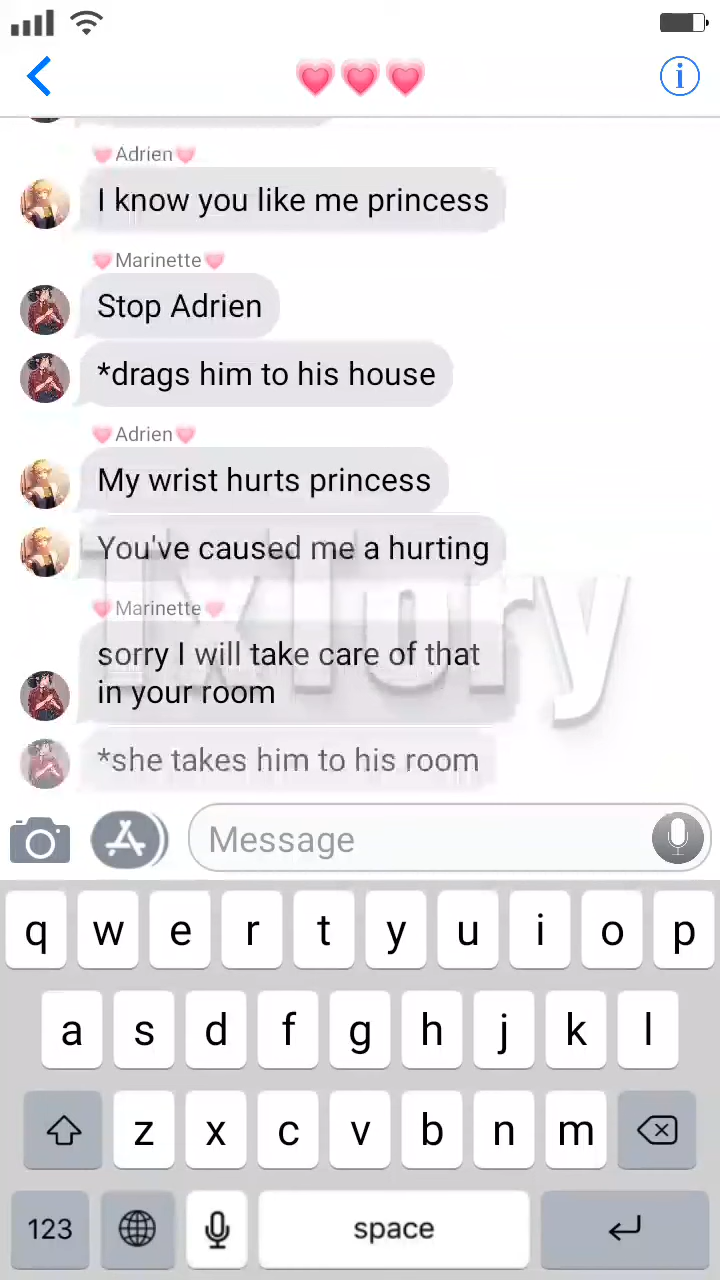 💗💗💗
💗Adrien💗
I know you like me princess
💗Marinette💗
Stop Adrien
*drags him to his house
💗Adrien💗
My wrist hurts princess
You've caused me a hurting
💗Marinette💗
sorry I will take care of that
in your room
*she takes him to his room
Message
q w e r t y u i o p
a s d f g h j k l
z x c v b n m
123 space